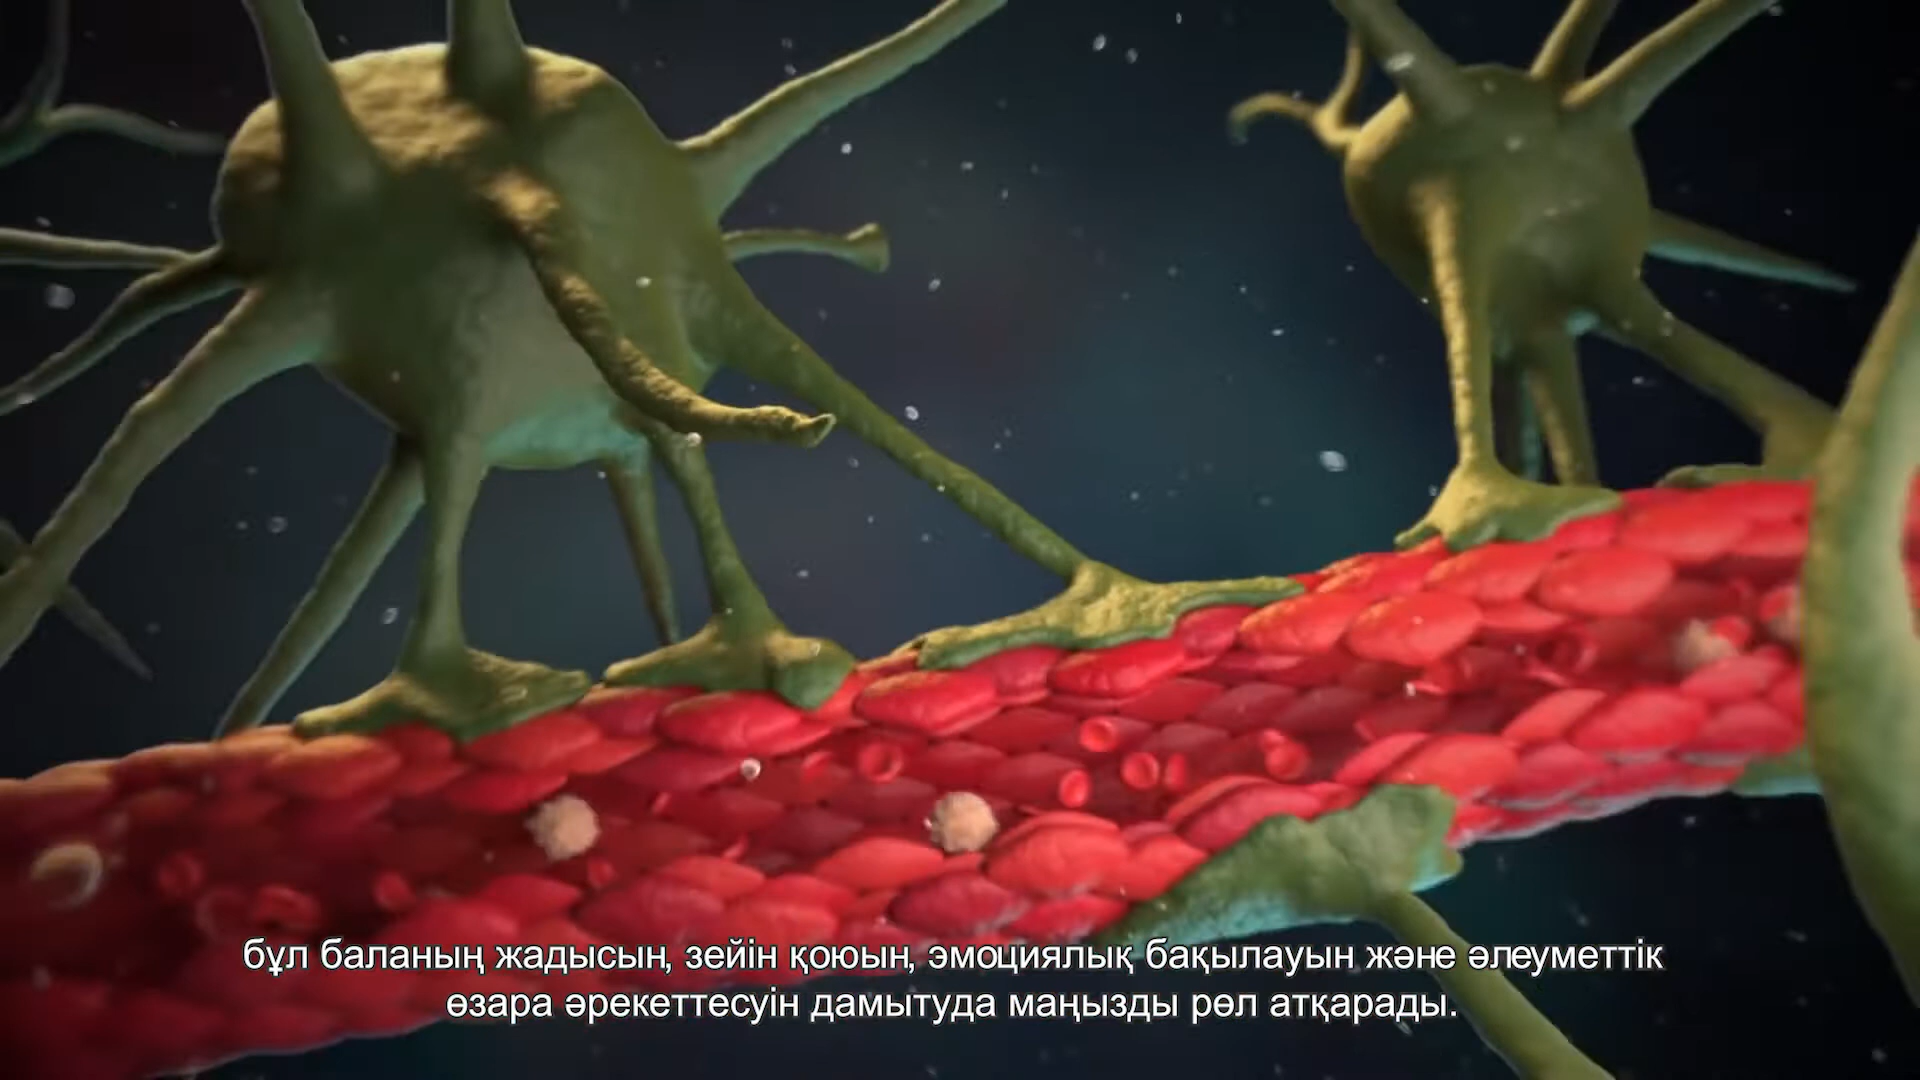 бұл баланың жадысын, зейін қоюын, эмоциялық бақылауын және әлеуметтік
өзара әрекеттесуін дамытуда маңызды рөл атқарады.